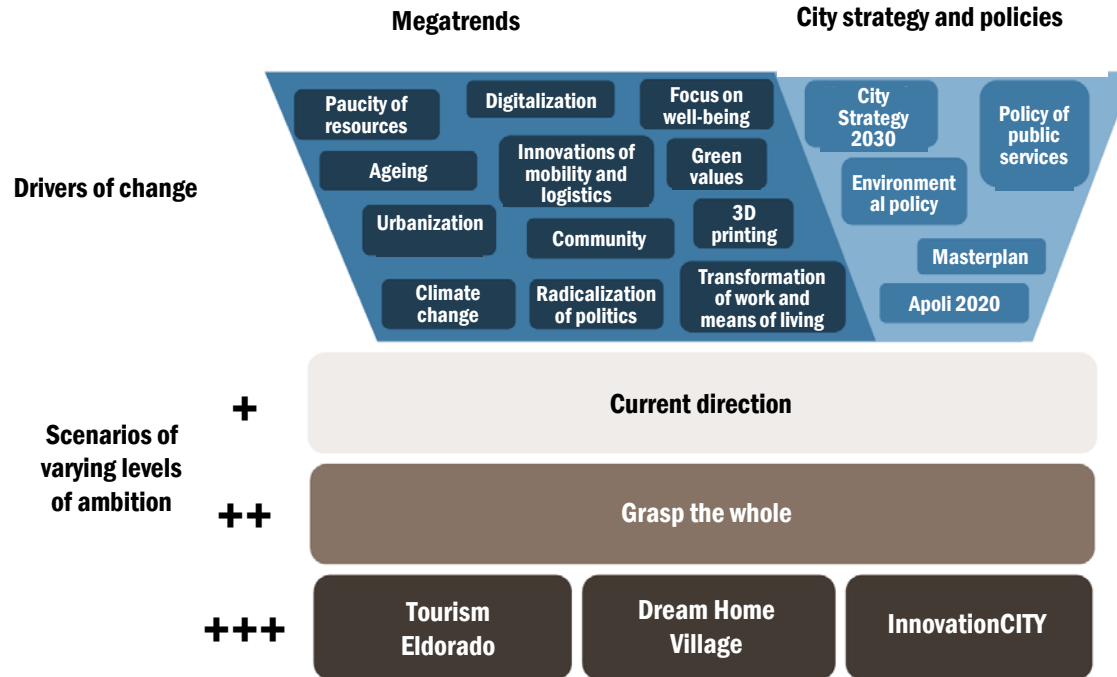 Megatrends
City strategy and policies
Drivers of change
Paucity of
resources
Digitalization
Focus on
well-being
Ageing
Innovations of
mobility and
logistics
Green
values
Urbanization
Community
3D
printing
Climate
change
Radicalization
of politics
Transformation
of work and
means of living
City
Strategy
2030
Policy of
public
services
Environment
al policy
Masterplan
Apoli 2020
Scenarios of
varying levels
of ambition
+
Current direction
++
Grasp the whole
+++
Tourism
Eldorado
Dream Home
Village
InnovationCITY